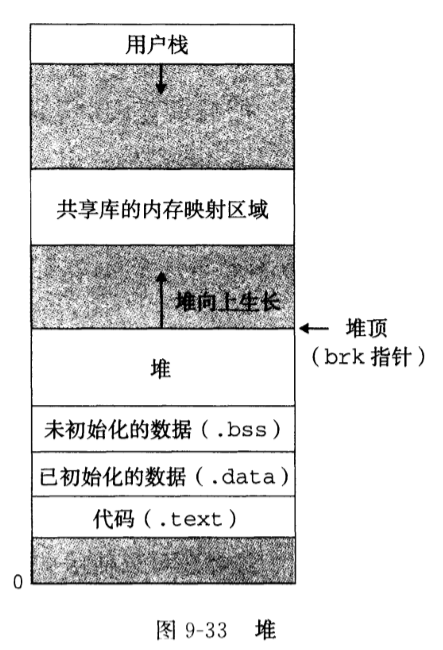 用户栈
共享库的内存映射区域
堆向上生长
堆顶
（brk 指针）
堆
未初始化的数据（.bss）
已初始化的数据（.data）
代码（.text）
0
图 9-33 堆